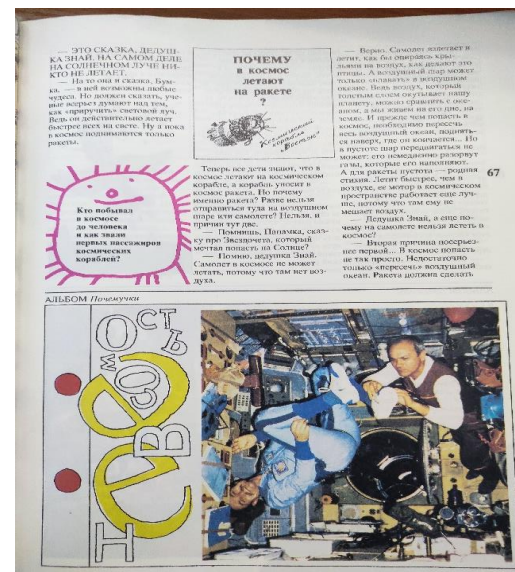 — ЭТО СКАЗКА, ДЕДУШ-
КА ЗНАЙ. НА САМОМ ДЕЛЕ
НА СОЛНЕЧНОМ ЛУЧЕ НИ-
КТО НЕ ЛЕТАЕТ.
— На то она и сказка, Бум-
ка, — в ней возможны любые
чудеса. Но должен сказать, уче-
ные всерьез думают над тем,
как «приручить» световой луч.
Ведь он действительно летает
быстрее всех на свете. Ну а пока
в космос поднимаются только
ракеты.
Кто побывал
в космосе
до человека
и как звали
первых пассажиров
космических
кораблей?
ПОЧЕМУ
в космос
летают
на ракете
?
Космический
корабль
„Восток"
Теперь все дети знают, что в
космос летают на космическом
корабле, а корабль уносит в
космос ракета. Но почему
именно ракета? Разве нельзя
отправиться туда на воздушном
шаре или самолете? Нельзя, и
причин тут две.
— Помнишь, Панамка, сказ-
ку про Звездочета, который
мечтал попасть на Солнце?
— Помню, дедушка Знай.
Самолет в космосе не может
летать, потому что там нет воз-
духа.
— Верно. Самолет взлетает и
летит, как бы опираясь кры-
льями на воздух, как делают это
птицы. А воздушный шар может
только «плавать» в воздушном
океане. Ведь воздух, который
толстым слоем окутывает нашу
планету, можно сравнить с оке-
аном, а мы живем на его дне, на
земле. И прежде чем попасть в
космос, необходимо пересечь
весь воздушный океан, поднять-
ся наверх, где он кончается... Но
в пустоте шар передвигаться не
может: его немедленно разорвут
газы, которые его наполняют.
А для ракеты пустота — родная
стихия. Летит быстрее, чем в
воздухе, ее мотор в космическом
пространстве работает еще луч-
ше, потому что там ему не
мешает воздух.
— Дедушка Знай, а еще по-
чему на самолете нельзя лететь в
космос?
— Вторая причина посерьез-
нее первой... В космос попасть
не так просто. Недостаточно
только «пересечь» воздушный
океан. Ракета должна сделать
67
АЛЬБОМ Почемучки
НЕВЕСОМОСТЬ